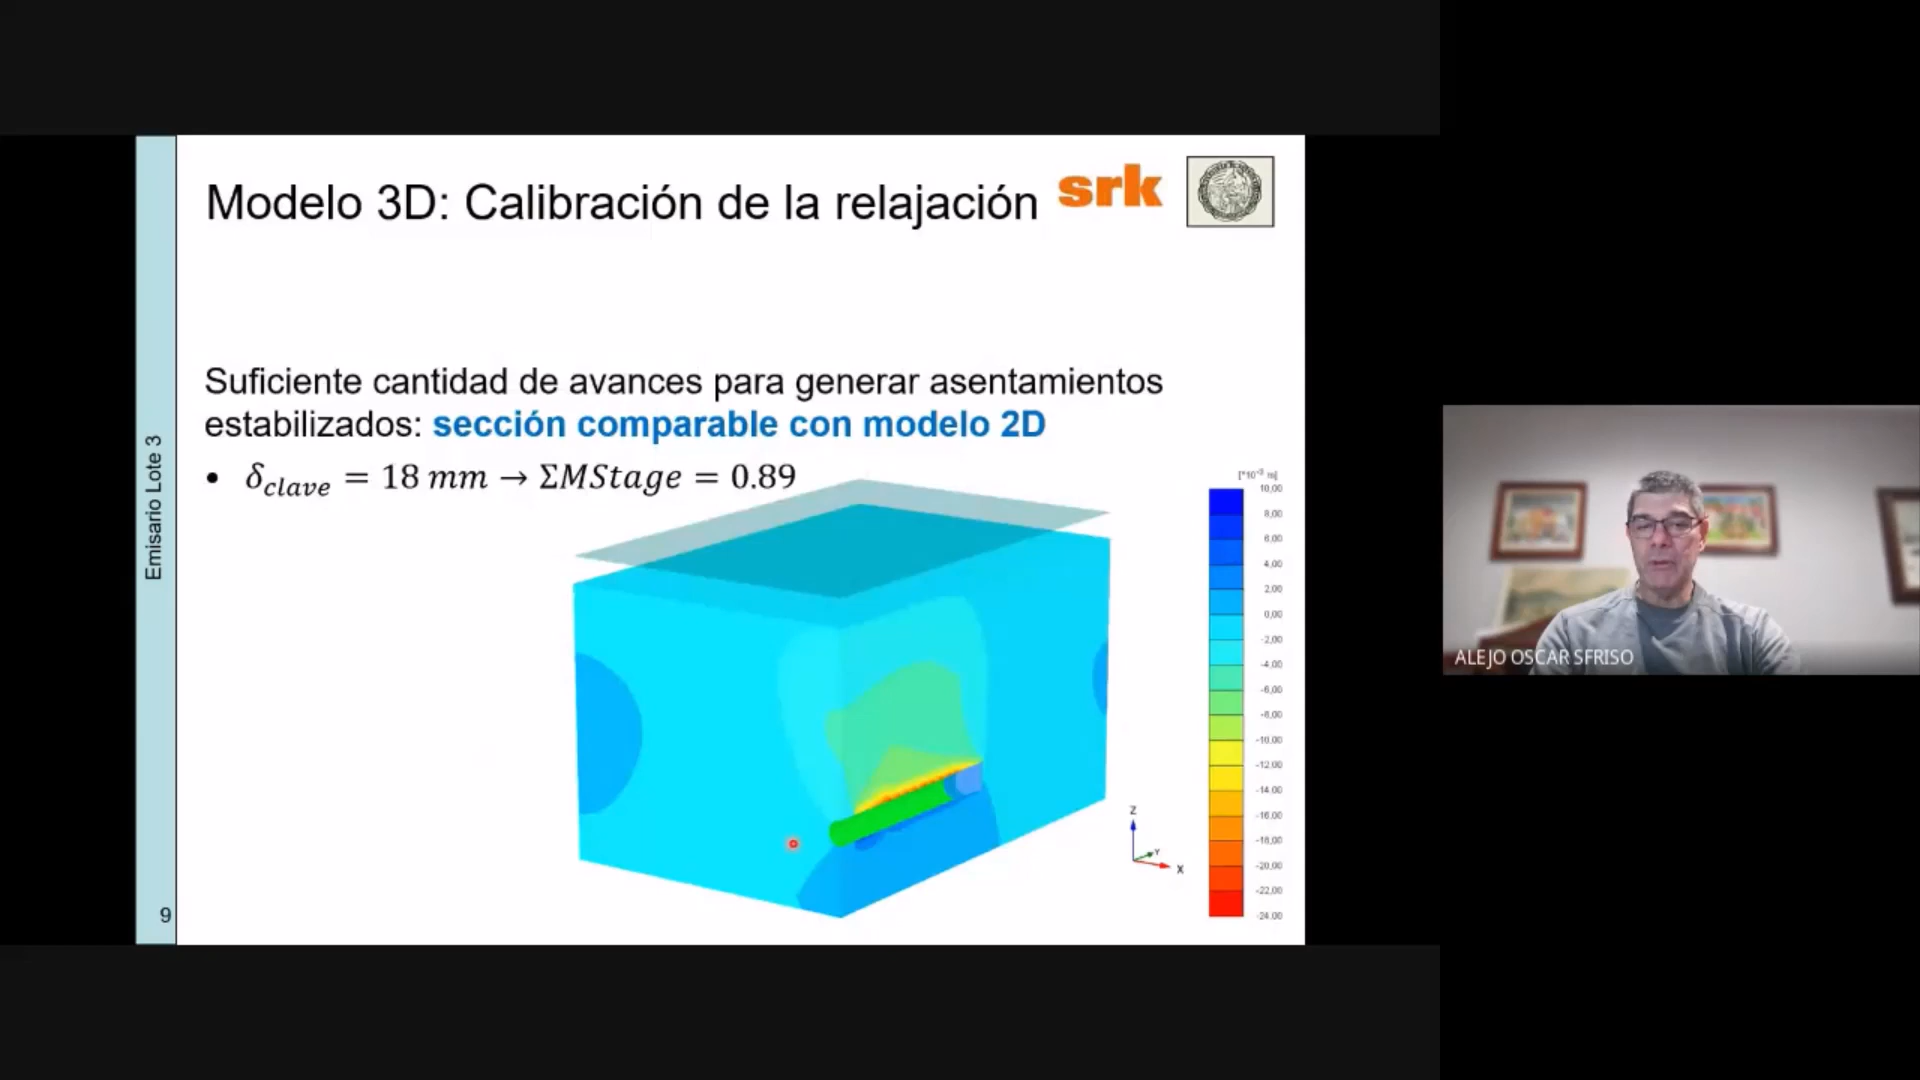 Modelo 3D: Calibración de la relajación
srk
Suficiente cantidad de avances para generar asentamientos
estabilizados: sección comparable con modelo 2D
• δclave = 18 mm → ΣMStage = 0.89
[*10⁻³ m]
10,00
8,00
6,00
4,00
2,00
0,00
-2,00
-4,00
-6,00
-8,00
-10,00
-12,00
-14,00
-16,00
-18,00
-20,00
-22,00
-24,00
Z
Y
X
Emisario Lote 3
9
ALEJO OSCAR SFRISO